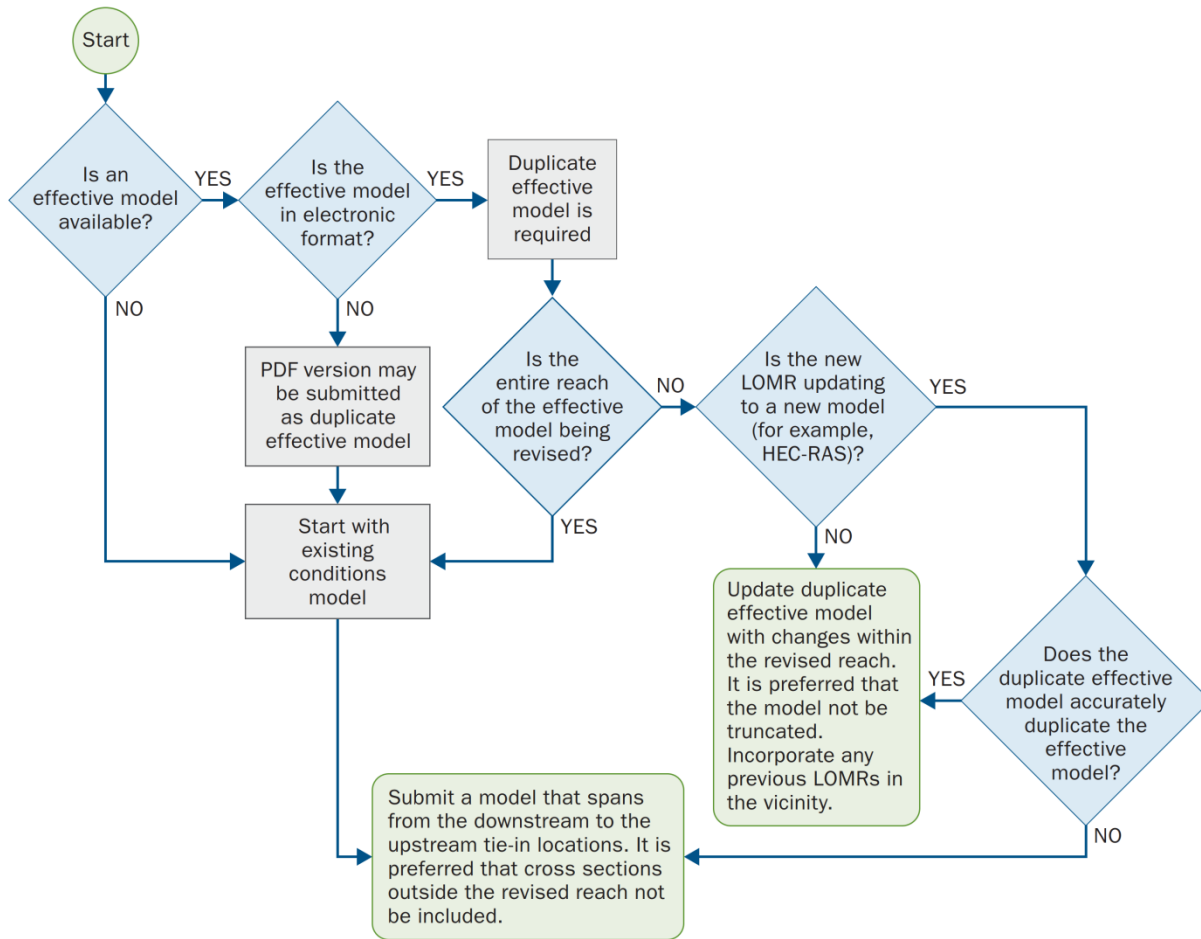 Start
Is an
effective model
available?
YES
NO
Is the
effective model
in electronic
format?
YES
NO
Duplicate
effective
model is
required
PDF version may
be submitted
as duplicate
effective model
Start with
existing
conditions
model
Is the
entire reach
of the effective
model being
revised?
NO
YES
Is the new
LOMR updating
to a new model
(for example,
HEC-RAS)?
YES
NO
Update duplicate
effective model
with changes within
the revised reach.
It is preferred that
the model not be
truncated.
Incorporate any
previous LOMRs in
the vicinity.
YES
Does the
duplicate effective
model accurately
duplicate the
effective
model?
NO
Submit a model that spans
from the downstream to the
upstream tie-in locations. It is
preferred that cross sections
outside the revised reach not
be included.